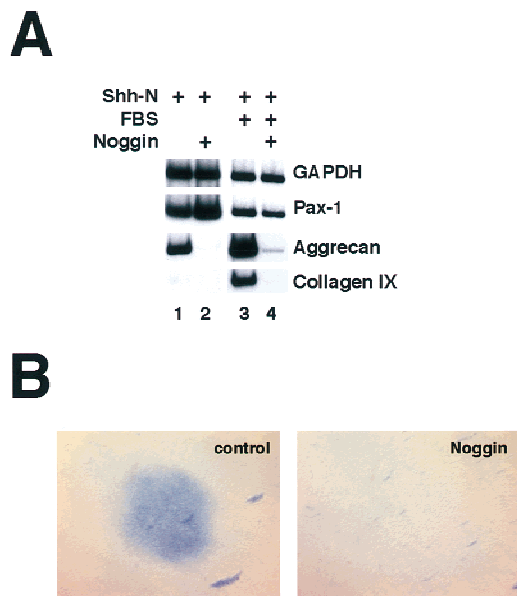 A
Shh-N + + + +
FBS + +
Noggin + +
GAPDH
Pax-1
Aggrecan
Collagen IX
1 2 3 4
B
control Noggin